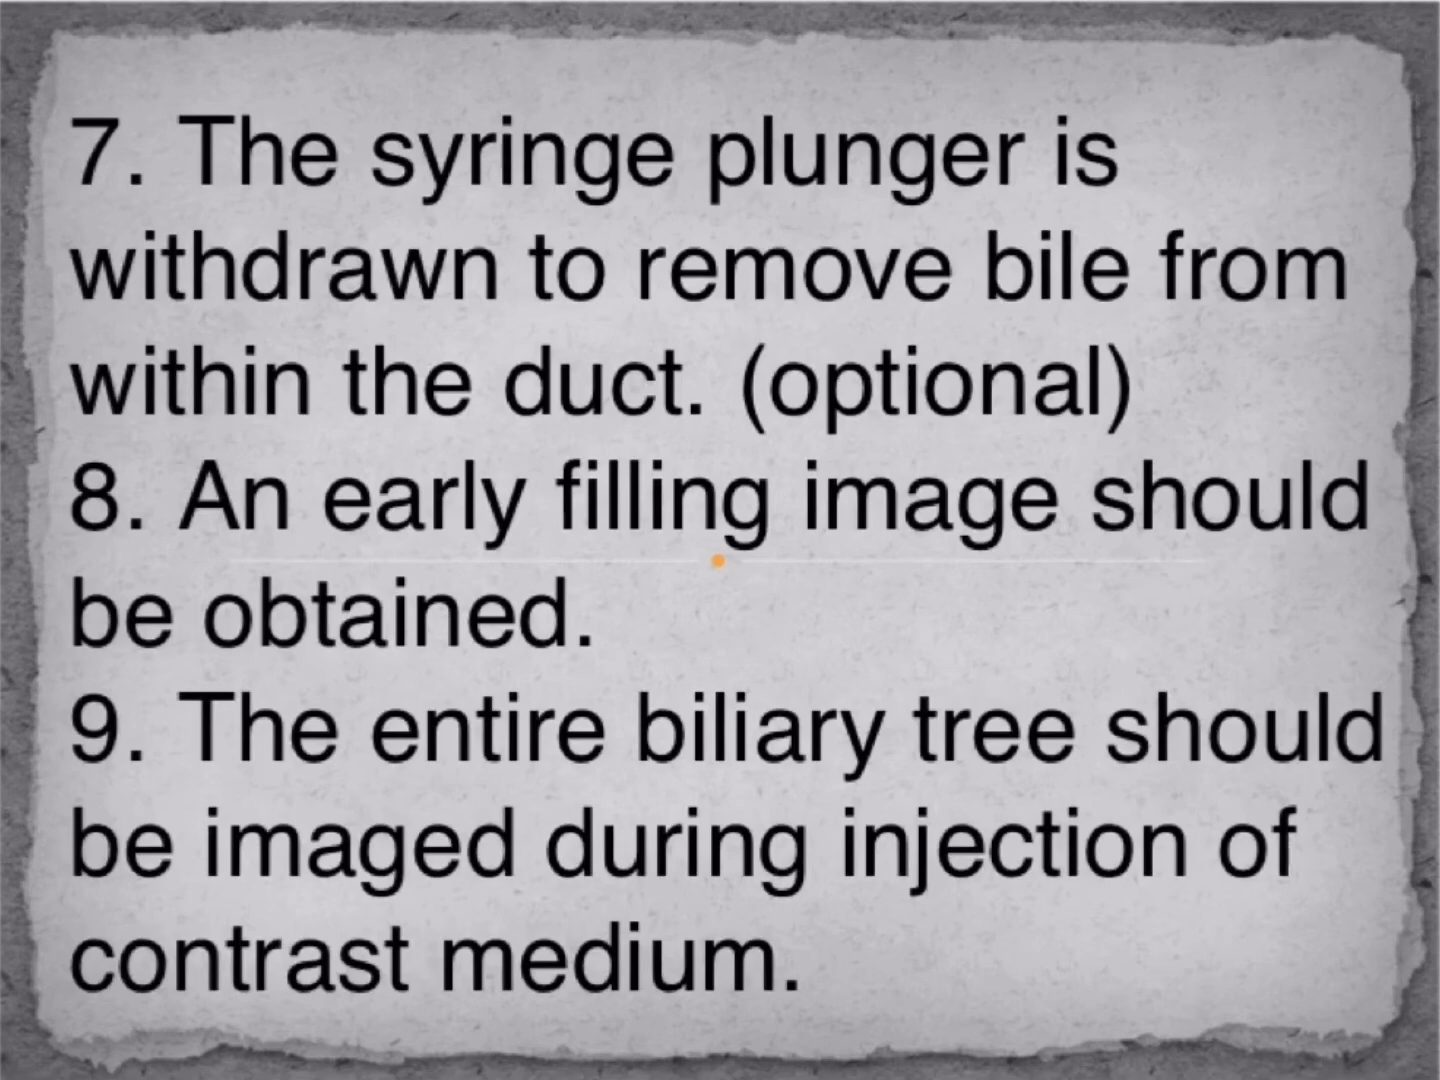 7. The syringe plunger is
withdrawn to remove bile from
within the duct. (optional)
8. An early filling image should
be obtained.
9. The entire biliary tree should
be imaged during injection of
contrast medium.